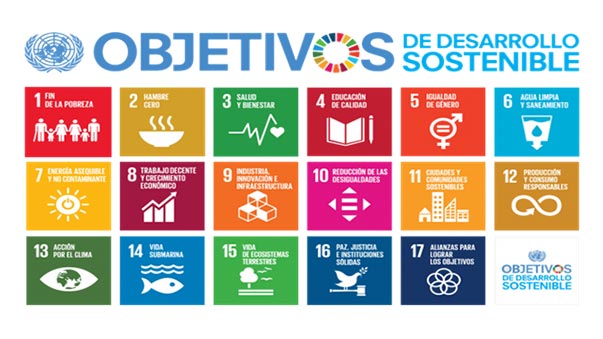 OBJETIVOS DE DESARROLLO
SOSTENIBLE
1 FIN
DE LA POBREZA
2 HAMBRE
CERO
3 SALUD
Y BIENESTAR
4 EDUCACIÓN
DE CALIDAD
5 IGUALDAD
DE GÉNERO
6 AGUA LIMPIA
Y SANEAMIENTO
7 ENERGÍA ASEQUIBLE
Y NO CONTAMINANTE
8 TRABAJO DECENTE
Y CRECIMIENTO
ECONÓMICO
9 INDUSTRIA,
INNOVACIÓN E
INFRAESTRUCTURA
10 REDUCCIÓN DE LAS
DESIGUALDADES
11 CIUDADES Y
COMUNIDADES
SOSTENIBLES
12 PRODUCCIÓN
Y CONSUMO
RESPONSABLES
13 ACCIÓN
POR EL CLIMA
14 VIDA
SUBMARINA
15 VIDA
DE ECOSISTEMAS
TERRESTRES
16 PAZ, JUSTICIA
E INSTITUCIONES
SÓLIDAS
17 ALIANZAS PARA
LOGRAR
LOS OBJETIVOS
OBJETIVOS
DE DESARROLLO
SOSTENIBLE